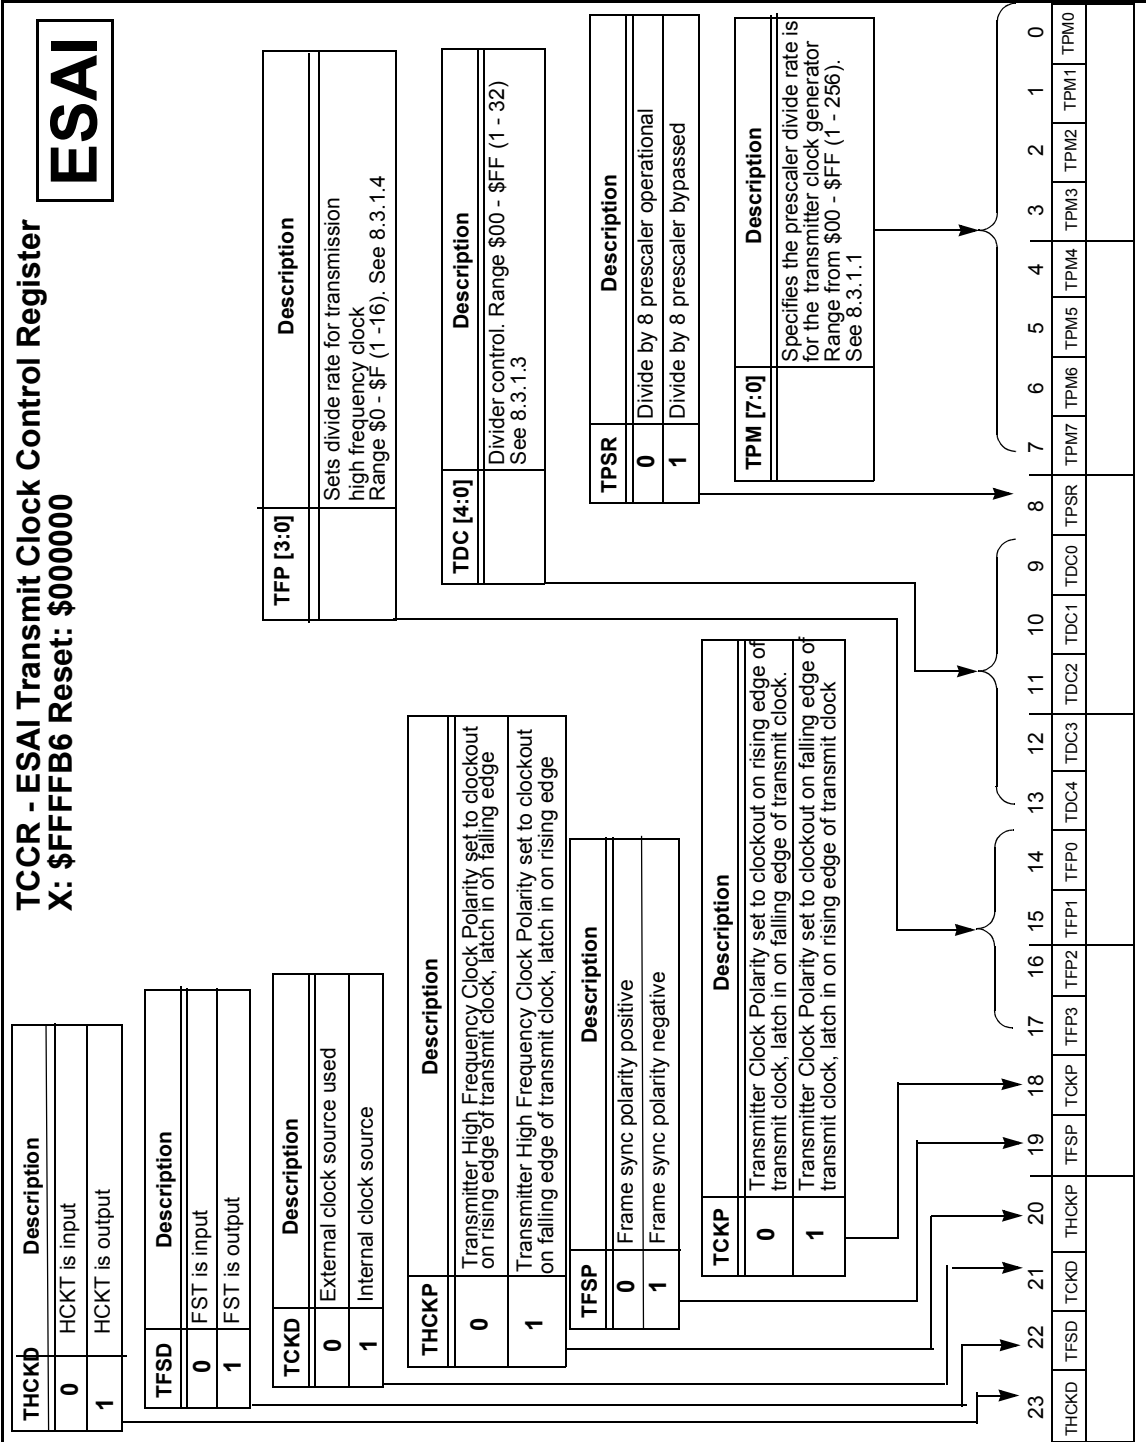 TCCR - ESAI Transmit Clock Control Register
X: $FFFFB6 Reset: $000000
ESAI
THCKD Description
0 HCKT is input
1 HCKT is output
TFSD Description
0 FST is input
1 FST is output
TCKD Description
0 External clock source used
1 Internal clock source
THCKP Description
0 Transmitter High Frequency Clock Polarity set to clockout
on rising edge of transmit clock, latch in on falling edge
1 Transmitter High Frequency Clock Polarity set to clockout
on falling edge of transmit clock, latch in on rising edge
TFSP Description
0 Frame sync polarity positive
1 Frame sync polarity negative
TCKP Description
0 Transmitter Clock Polarity set to clockout on rising edge of
transmit clock, latch in on falling edge of transmit clock.
1 Transmitter Clock Polarity set to clockout on falling edge of
transmit clock, latch in on rising edge of transmit clock
TFP [3:0] Description
Sets divide rate for transmission
high frequency clock
Range $0 - $F (1 -16). See 8.3.1.4
TDC [4:0] Description
Divider control. Range $00 - $FF (1 - 32)
See 8.3.1.3
TPSR Description
0 Divide by 8 prescaler operational
1 Divide by 8 prescaler bypassed
TPM [7:0] Description
Specifies the prescaler divide rate is
for the transmitter clock generator
Range from $00 - $FF (1 - 256).
See 8.3.1.1
23 22 21 20 19 18 17 16 15 14 13 12 11 10 9 8 7 6 5 4 3 2 1 0
THCKD TFSD TCKD THCKP TFSP TCKP TFP3 TFP2 TFP1 TFP0 TDC4 TDC3 TDC2 TDC1 TDC0 TPSR TPM7 TPM6 TPM5 TPM4 TPM3 TPM2 TPM1 TPM0